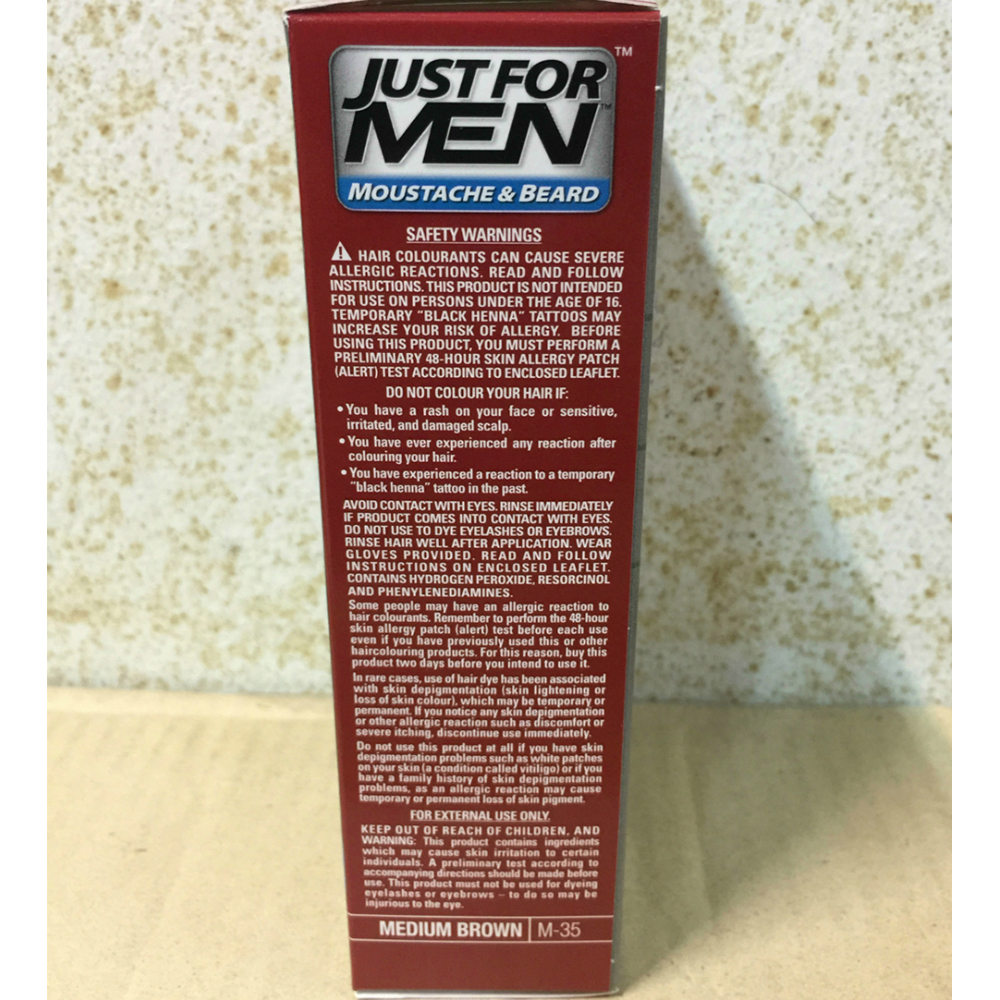 JUST FOR ™
MEN™
MOUSTACHE & BEARD
SAFETY WARNINGS
⚠ HAIR COLOURANTS CAN CAUSE SEVERE
ALLERGIC REACTIONS. READ AND FOLLOW
INSTRUCTIONS. THIS PRODUCT IS NOT INTENDED
FOR USE ON PERSONS UNDER THE AGE OF 16.
TEMPORARY "BLACK HENNA" TATTOOS MAY
INCREASE YOUR RISK OF ALLERGY. BEFORE
USING THIS PRODUCT, YOU MUST PERFORM A
PRELIMINARY 48-HOUR SKIN ALLERGY PATCH
(ALERT) TEST ACCORDING TO ENCLOSED LEAFLET.
DO NOT COLOUR YOUR HAIR IF:
• You have a rash on your face or sensitive,
irritated, and damaged scalp.
• You have ever experienced any reaction after
colouring your hair.
• You have experienced a reaction to a temporary
"black henna" tattoo in the past.
AVOID CONTACT WITH EYES. RINSE IMMEDIATELY
IF PRODUCT COMES INTO CONTACT WITH EYES.
DO NOT USE TO DYE EYELASHES OR EYEBROWS.
RINSE HAIR WELL AFTER APPLICATION. WEAR
GLOVES PROVIDED. READ AND FOLLOW
INSTRUCTIONS ON ENCLOSED LEAFLET.
CONTAINS HYDROGEN PEROXIDE, RESORCINOL
AND PHENYLENEDIAMINES.
Some people may have an allergic reaction to
hair colourants. Remember to perform the 48-hour
skin allergy patch (alert) test before each use
even if you have previously used this or other
haircolouring products. For this reason, buy this
product two days before you intend to use it.
In rare cases, use of hair dye has been associated
with skin depigmentation (skin lightening or
loss of skin colour), which may be temporary or
permanent. If you notice any skin depigmentation
or other allergic reaction such as discomfort or
severe itching, discontinue use immediately.
Do not use this product at all if you have skin
depigmentation problems such as white patches
on your skin (a condition called vitiligo) or if you
have a family history of skin depigmentation
problems, as an allergic reaction may cause
temporary or permanent loss of skin pigment.
FOR EXTERNAL USE ONLY.
KEEP OUT OF REACH OF CHILDREN, AND
WARNING: This product contains ingredients
which may cause skin irritation to certain
individuals. A preliminary test according to
accompanying directions should be made before
use. This product must not be used for dyeing
eyelashes or eyebrows – to do so may be
injurious to the eye.
MEDIUM BROWN | M-35